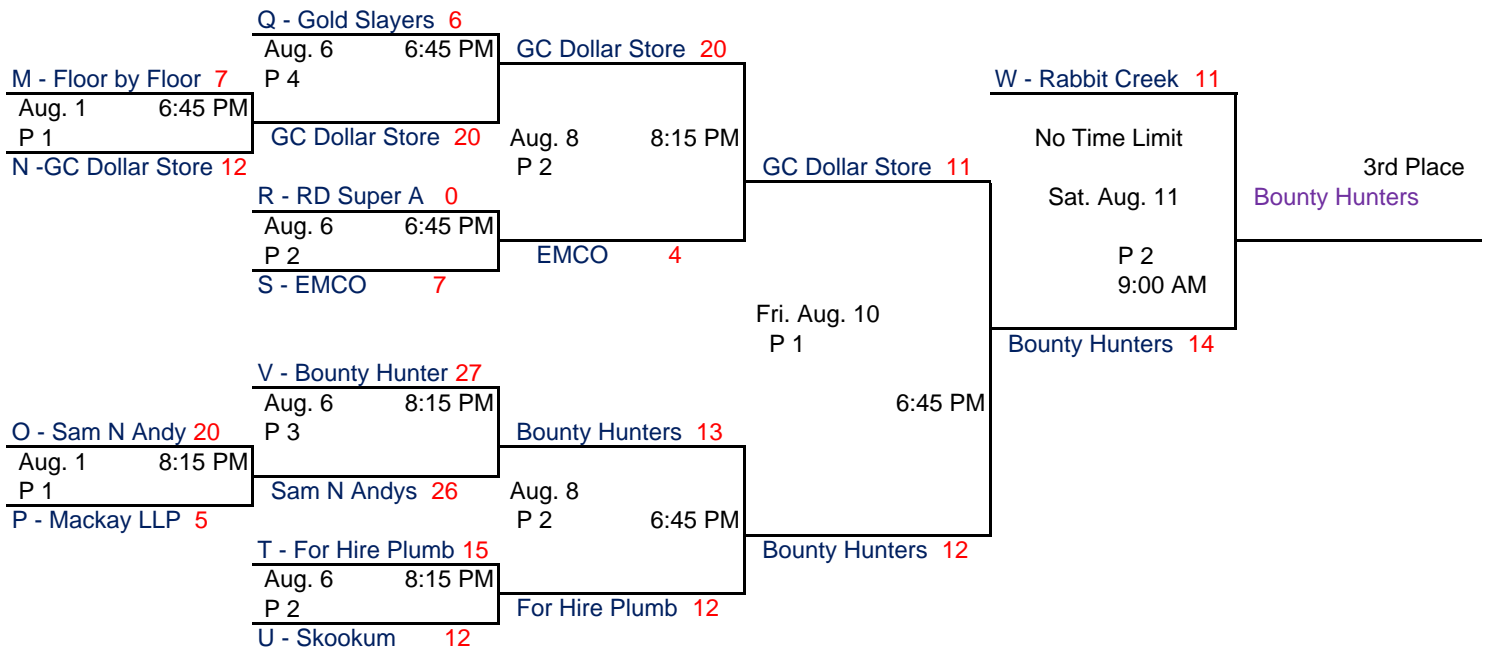 Q - Gold Slayers 6
Aug. 6 6:45 PM
P 4
GC Dollar Store 20
M - Floor by Floor 7
Aug. 1 6:45 PM
P 1
N -GC Dollar Store 12
GC Dollar Store 20
Aug. 8 8:15 PM
P 2
R - RD Super A 0
Aug. 6 6:45 PM
P 2
S - EMCO 7
EMCO 4
GC Dollar Store 11
W - Rabbit Creek 11
No Time Limit
Sat. Aug. 11
P 2
9:00 AM
3rd Place
Bounty Hunters
Fri. Aug. 10
P 1
6:45 PM
Bounty Hunters 14
V - Bounty Hunter 27
Aug. 6 8:15 PM
P 3
O - Sam N Andy 20
Aug. 1 8:15 PM
P 1
P - Mackay LLP 5
Sam N Andys 26
Bounty Hunters 13
Aug. 8
P 2 6:45 PM
T - For Hire Plumb 15
Aug. 6 8:15 PM
P 2
U - Skookum 12
For Hire Plumb 12
Bounty Hunters 12